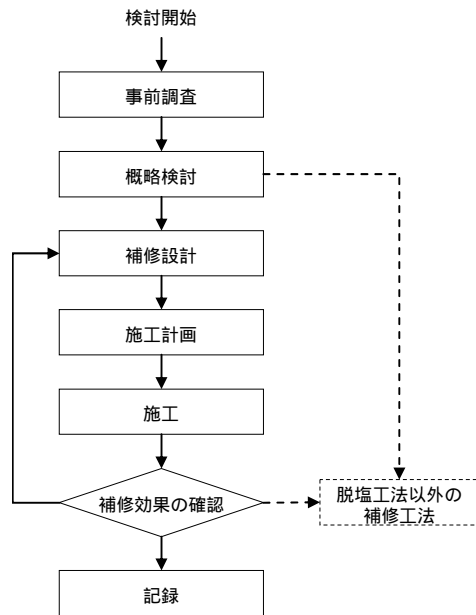 検討開始
事前調査
概略検討
補修設計
施工計画
施工
補修効果の確認
脱塩工法以外の
補修工法
記録